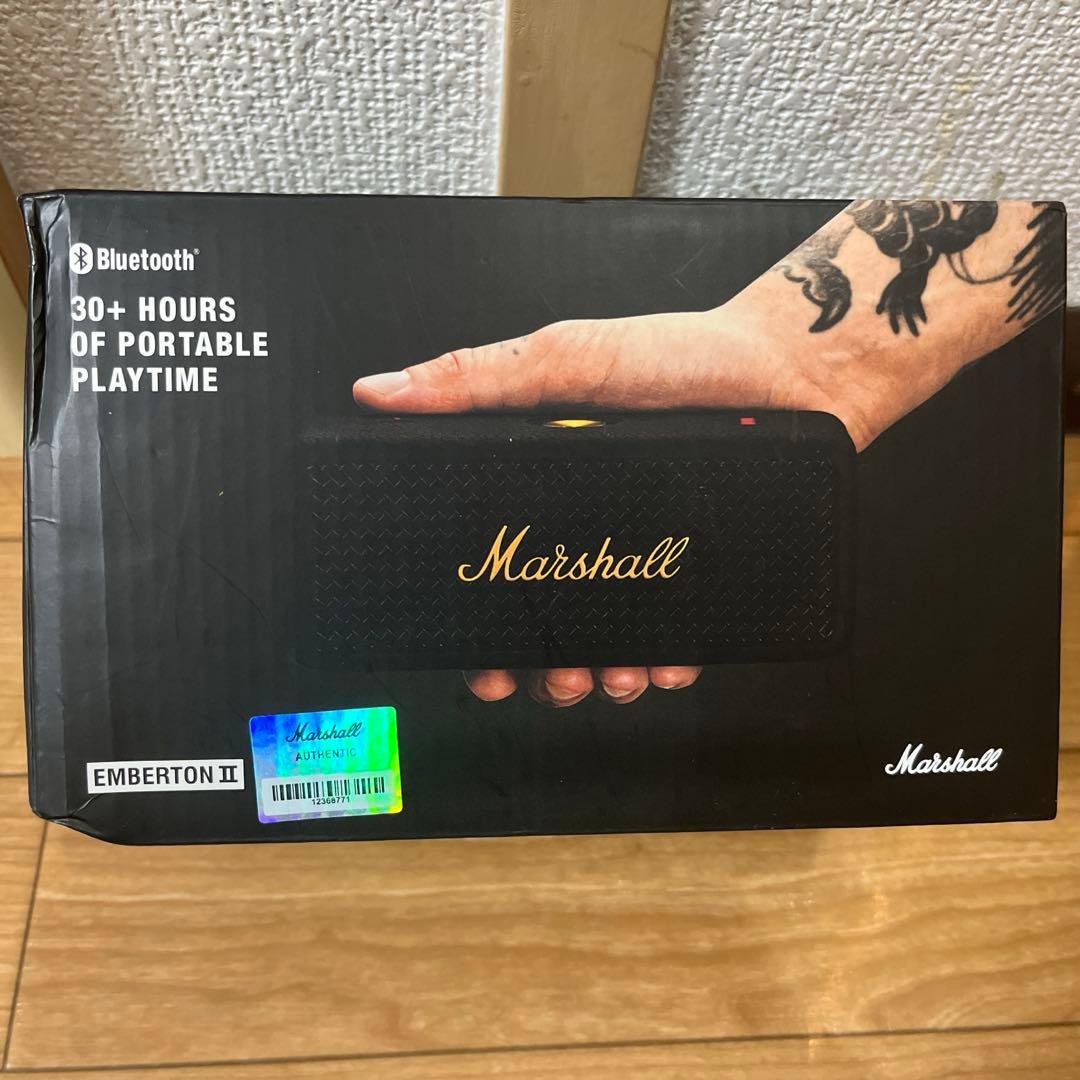 Bluetooth®
30+ HOURS
OF PORTABLE
PLAYTIME
Marshall
Marshall
AUTHENTIC
12368771
EMBERTON II
Marshall